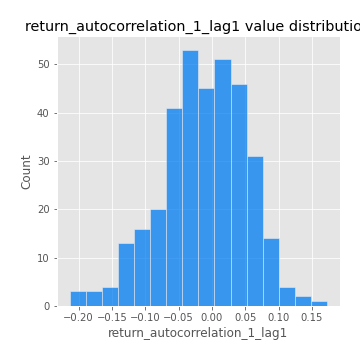 return_autocorrelation_1_lag1 value distributio
50
40
30
20
10
0
Count
−0.20 −0.15 −0.10 −0.05 0.00 0.05 0.10 0.15
return_autocorrelation_1_lag1